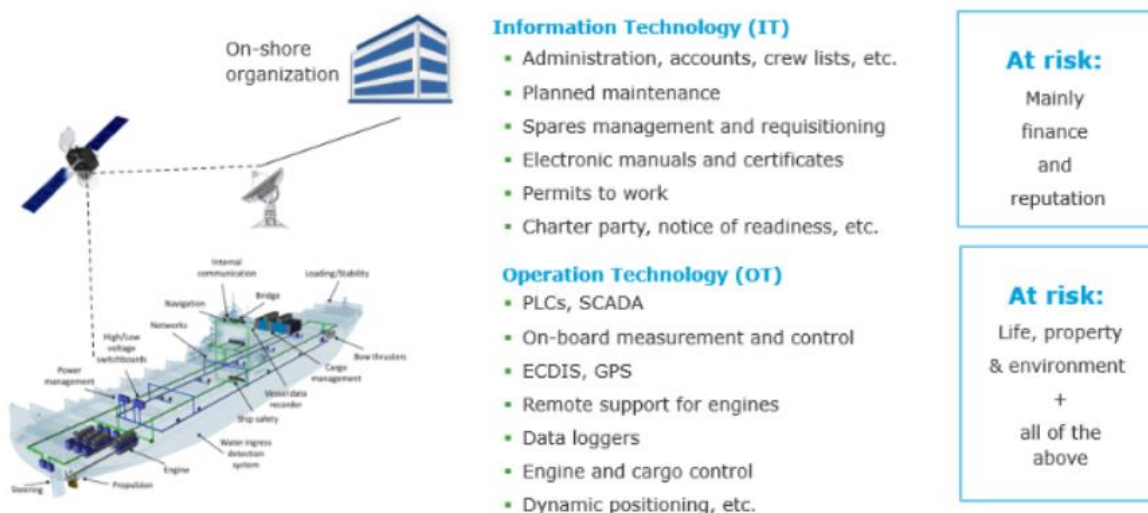 On-shore
organization
Information Technology (IT)
▪ Administration, accounts, crew lists, etc.
▪ Planned maintenance
▪ Spares management and requisitioning
▪ Electronic manuals and certificates
▪ Permits to work
▪ Charter party, notice of readiness, etc.
At risk:
Mainly
finance
and
reputation
Operation Technology (OT)
▪ PLCs, SCADA
▪ On-board measurement and control
▪ ECDIS, GPS
▪ Remote support for engines
▪ Data loggers
▪ Engine and cargo control
▪ Dynamic positioning, etc.
At risk:
Life, property
& environment
+
all of the
above
Internal
communication
Loading/Stability
Bridge
Navigation
Networks
High/Low
voltage
switchboards
Power
management
Bow thrusters
Cargo
management
Vessel data
recorder
Ship safety
Water ingress
detection
system
Engine
Propulsion
Steering